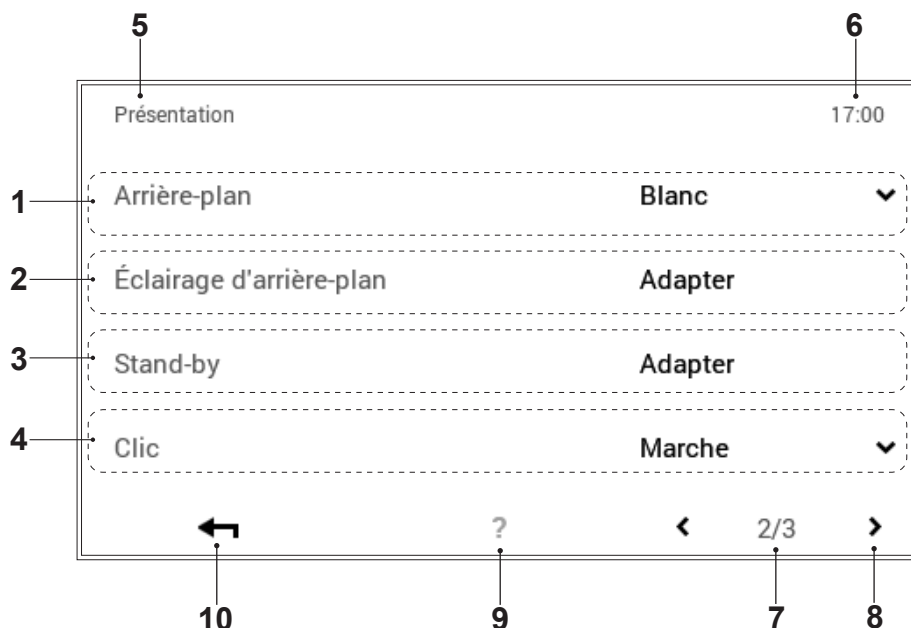 5 6
Présentation 17:00
1 Arrière-plan Blanc
2 Éclairage d'arrière-plan Adapter
3 Stand-by Adapter
4 Clic Marche
? 2/3
10 9 7 8